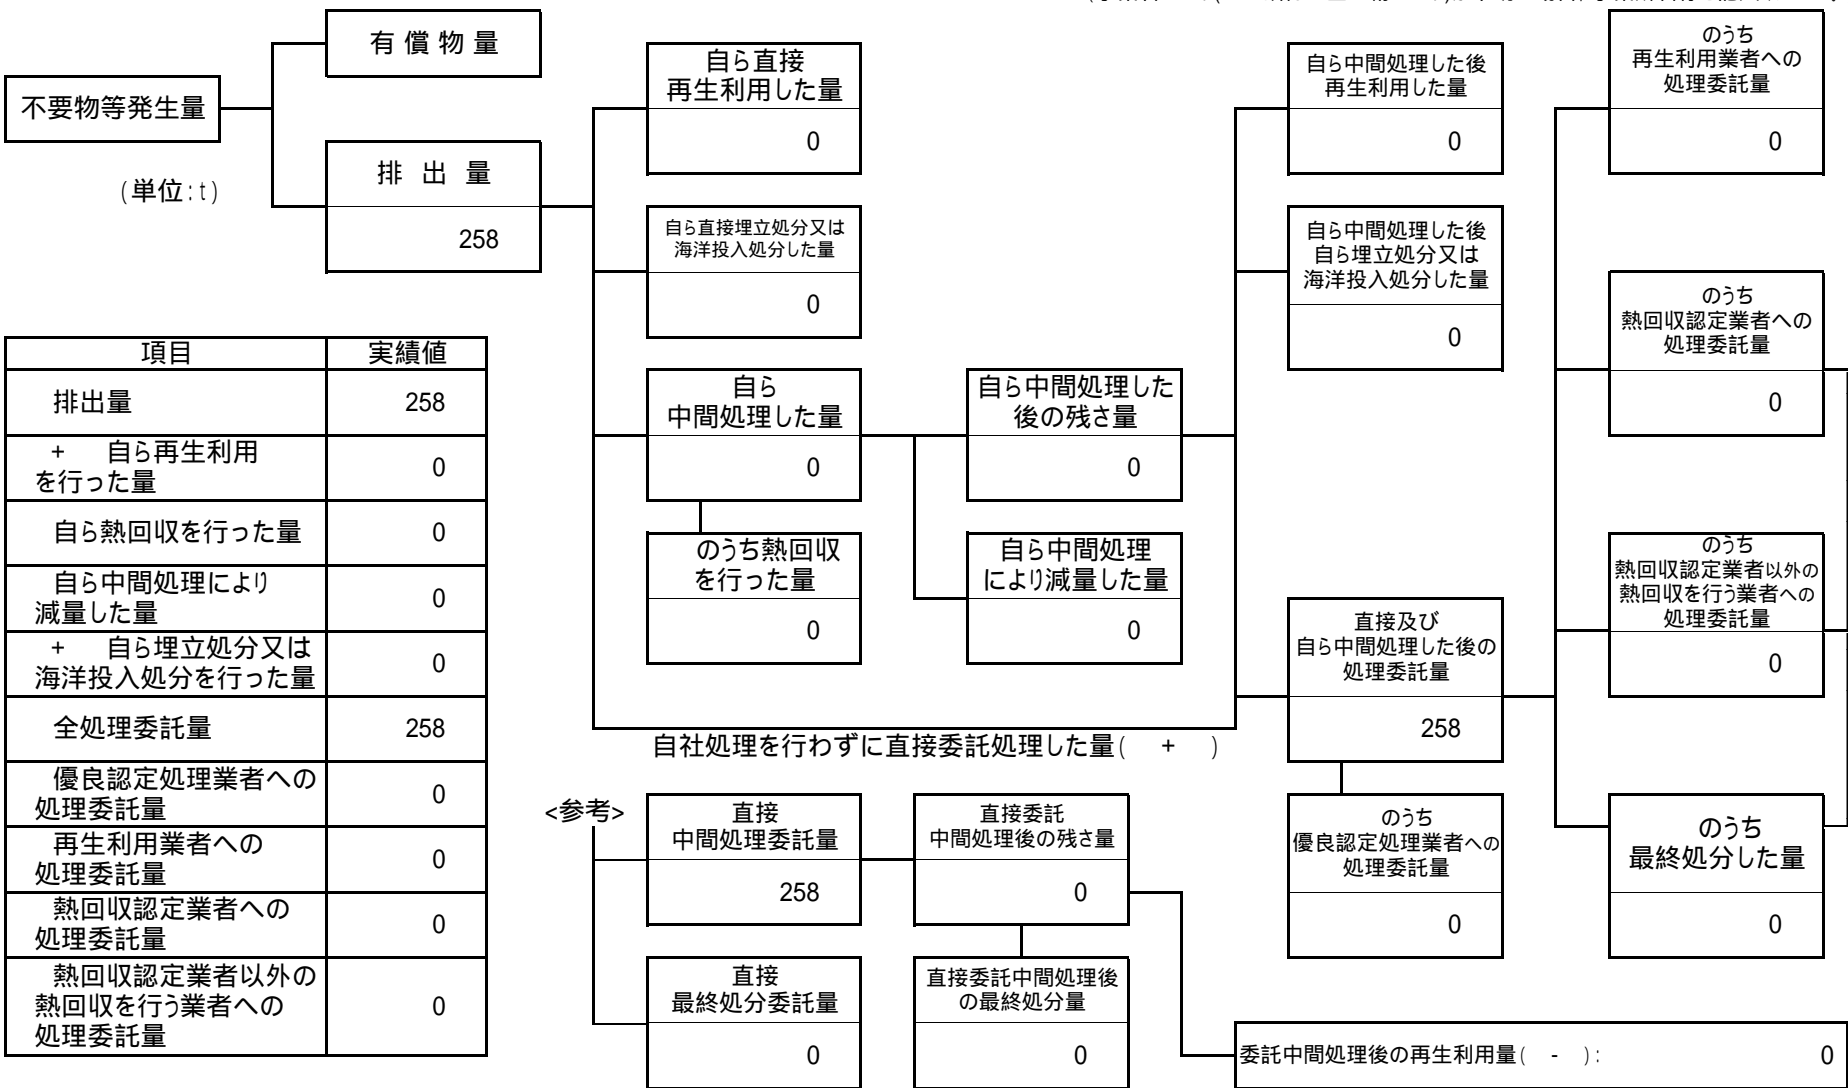 有償物量
不要物等発生量
排出量
258
(単位:t)
自ら直接
再生利用した量
0
自ら直接埋立処分又は
海洋投入処分した量
0
自ら
中間処理した量
0
のうち熱回収
を行った量
0
自ら中間処理した
後の残さ量
0
自ら中間処理
により減量した量
0
自ら中間処理した後
再生利用した量
0
自ら中間処理した後
自ら埋立処分又は
海洋投入処分した量
0
直接及び
自ら中間処理した後の
処理委託量
258
のうち
優良認定処理業者への
処理委託量
0
のうち
再生利用業者への
処理委託量
0
のうち
熱回収認定業者への
処理委託量
0
のうち
熱回収認定業者以外の
熱回収を行う業者への
処理委託量
0
のうち
最終処分した量
0
項目 実績値
排出量 258
+ 自ら再生利用
を行った量 0
自ら熱回収を行った量 0
自ら中間処理により
減量した量 0
+ 自ら埋立処分又は
海洋投入処分を行った量 0
全処理委託量 258
優良認定処理業者への
処理委託量 0
再生利用業者への
処理委託量 0
熱回収認定業者への
処理委託量 0
熱回収認定業者以外の
熱回収を行う業者への
処理委託量 0
自社処理を行わずに直接委託処理した量( + )
<参考>
直接
中間処理委託量
258
直接委託
中間処理後の残さ量
0
直接
最終処分委託量
0
直接委託中間処理後
の最終処分量
0
委託中間処理後の再生利用量( - ): 0